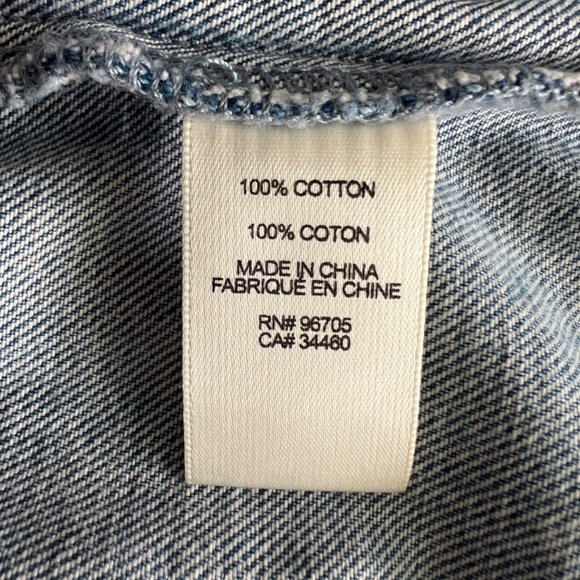 100% COTTON
100% COTON
MADE IN CHINA
FABRIQUÉ EN CHINE
RN# 96705
CA# 34460